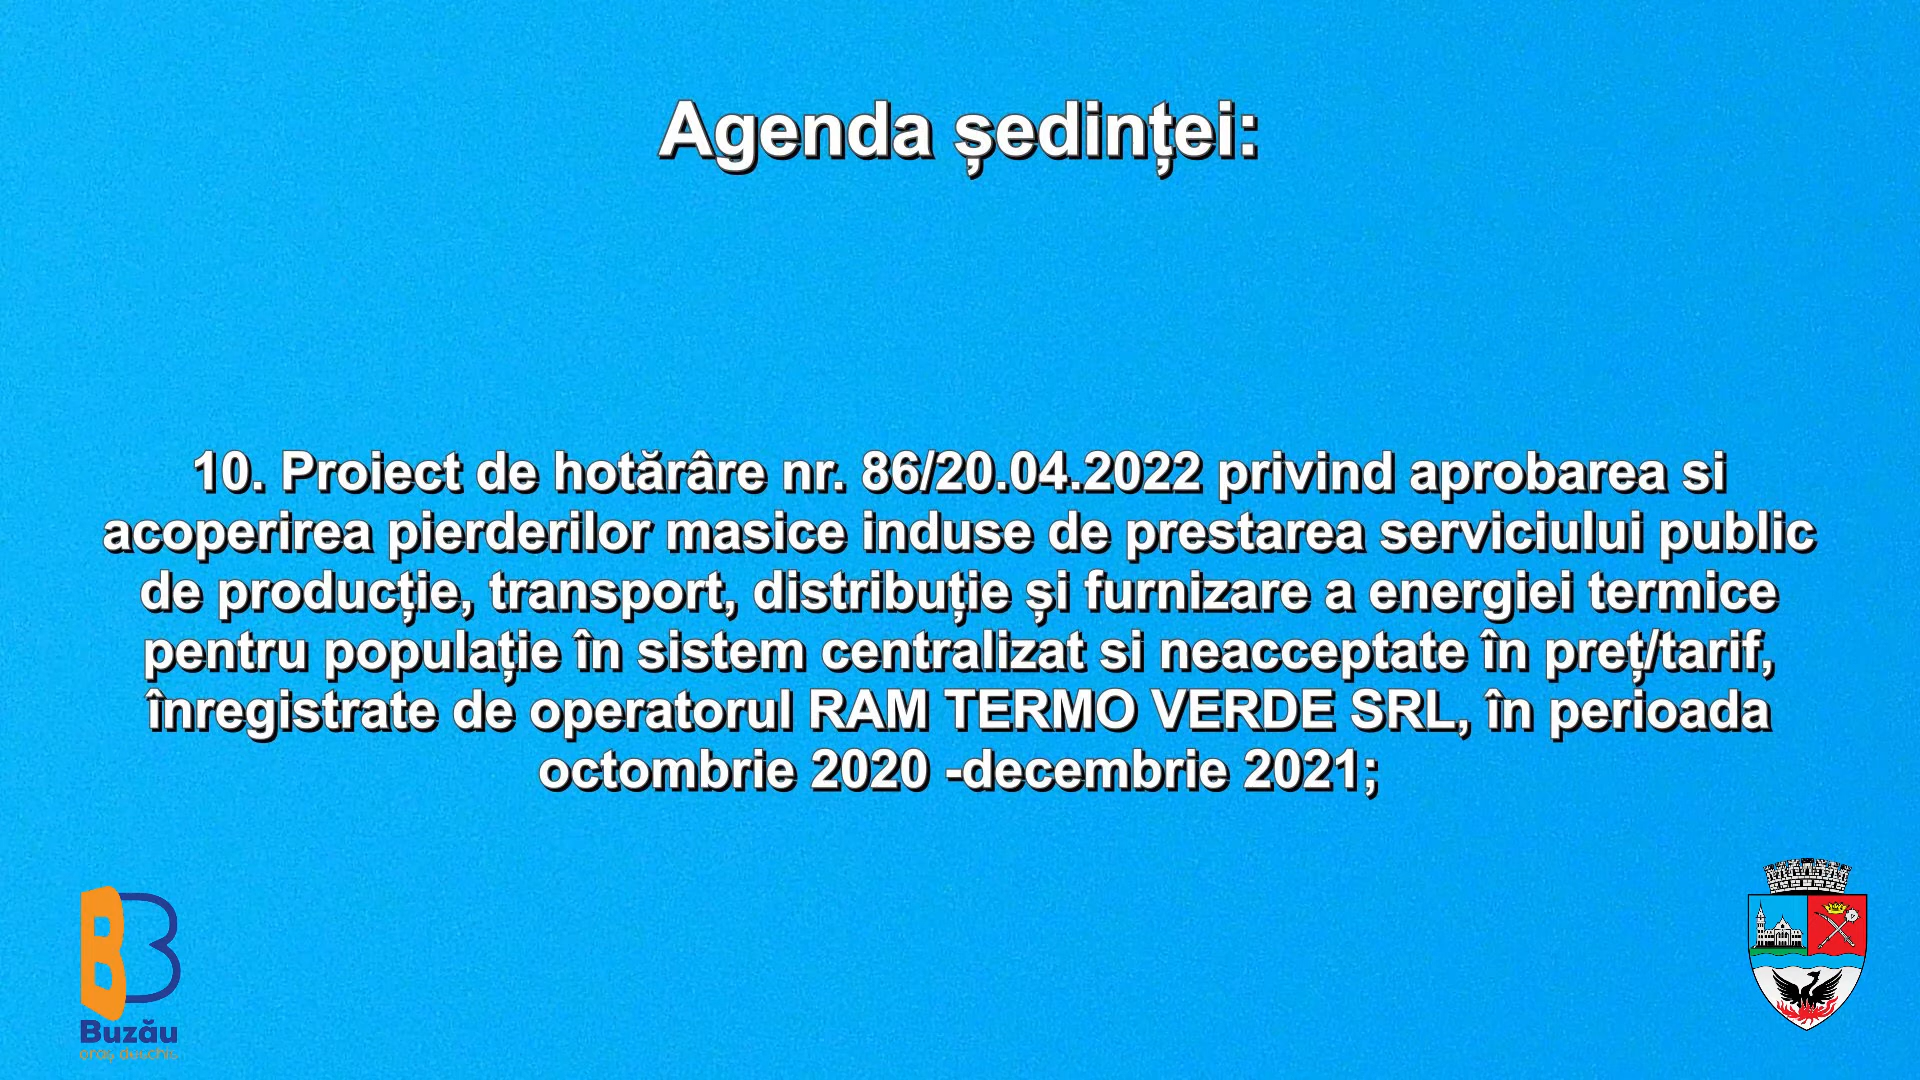 Agenda ședinței:
10. Proiect de hotărâre nr. 86/20.04.2022 privind aprobarea si
acoperirea pierderilor masice induse de prestarea serviciului public
de producție, transport, distribuție și furnizare a energiei termice
pentru populație în sistem centralizat si neacceptate în preț/tarif,
înregistrate de operatorul RAM TERMO VERDE SRL, în perioada
octombrie 2020 -decembrie 2021;
Buzău
oraș deschis